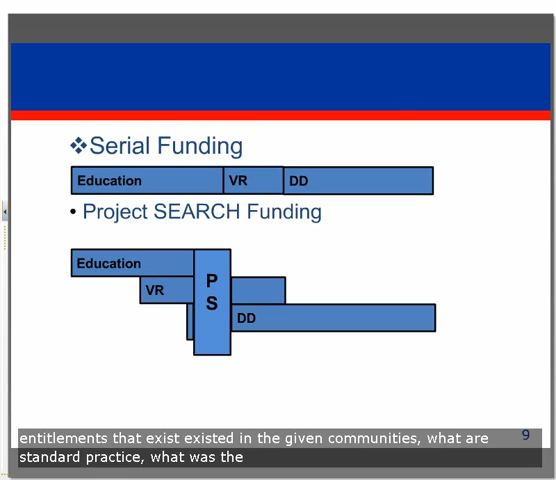 ❖Serial Funding
Education VR DD
• Project SEARCH Funding
Education
P
S
VR
DD
9
entitlements that exist existed in the given communities, what are
standard practice, what was the